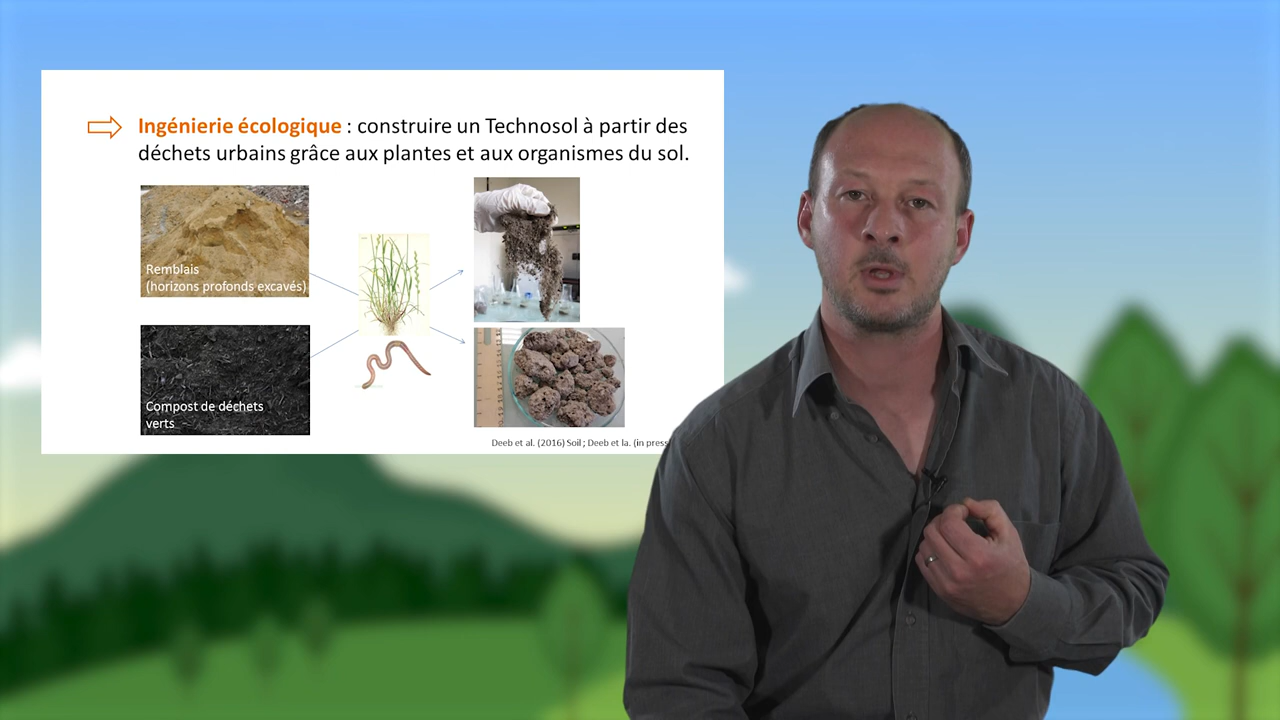 Ingénierie écologique : construire un Technosol à partir des
déchets urbains grâce aux plantes et aux organismes du sol.
Remblais
(horizons profonds excavés)
Compost de déchets
verts
Deeb et al. (2016) Soil ; Deeb et la. (in press